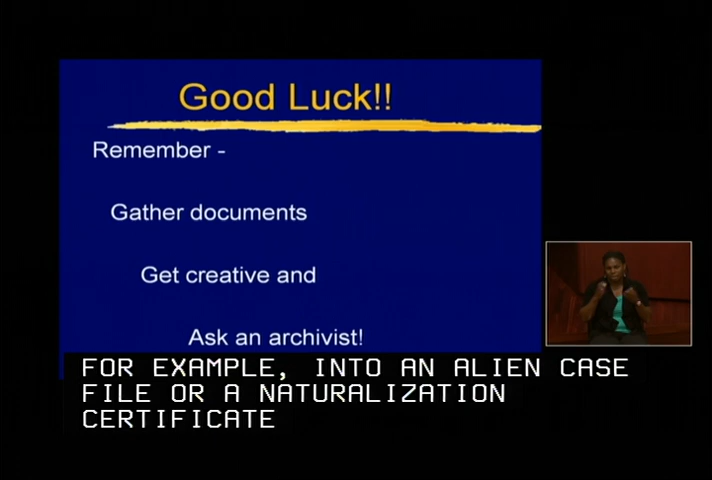 Good Luck!!
Remember -
Gather documents
Get creative and
Ask an archivist!
FOR EXAMPLE, INTO AN ALIEN CASE
FILE OR A NATURALIZATION
CERTIFICATE